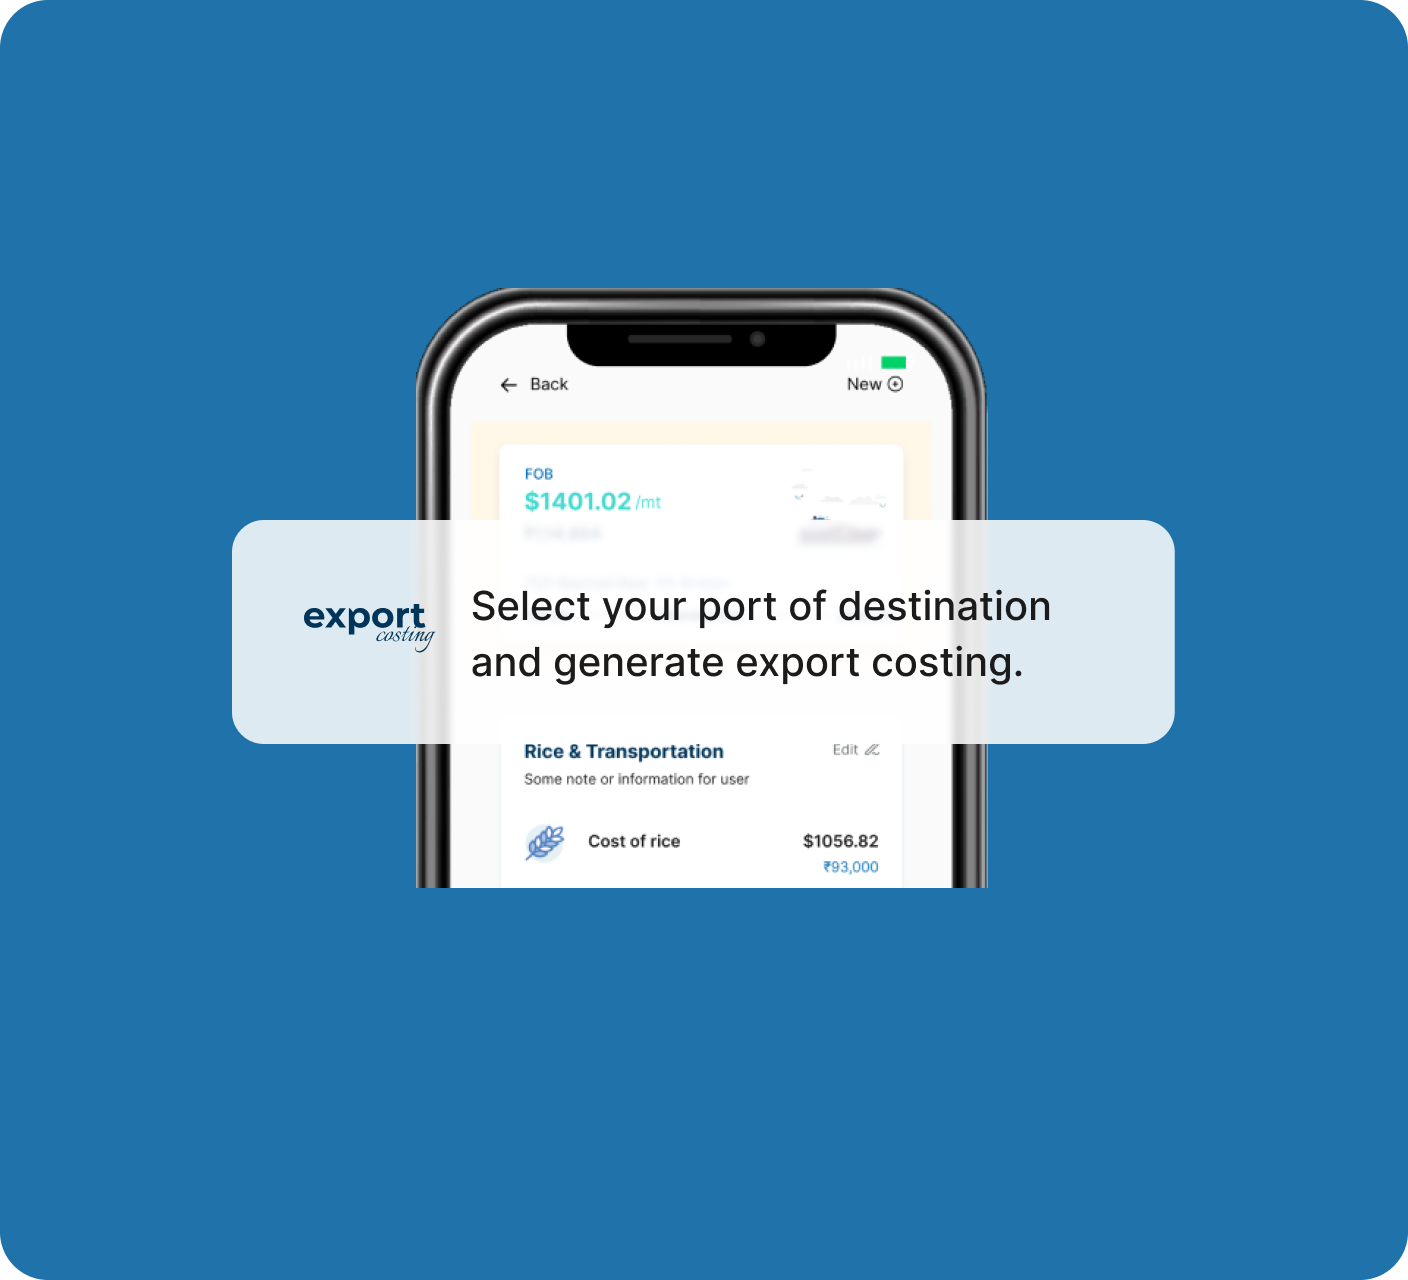 Back
New
FOB
$1401.02 /mt
export
costing
Select your port of destination
and generate export costing.
Rice & Transportation
Edit
Some note or information for user
Cost of rice
$1056.82
₹93,000